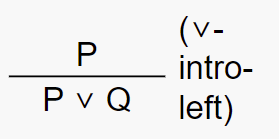 P
P ∨ Q
(∨-
intro-
left)